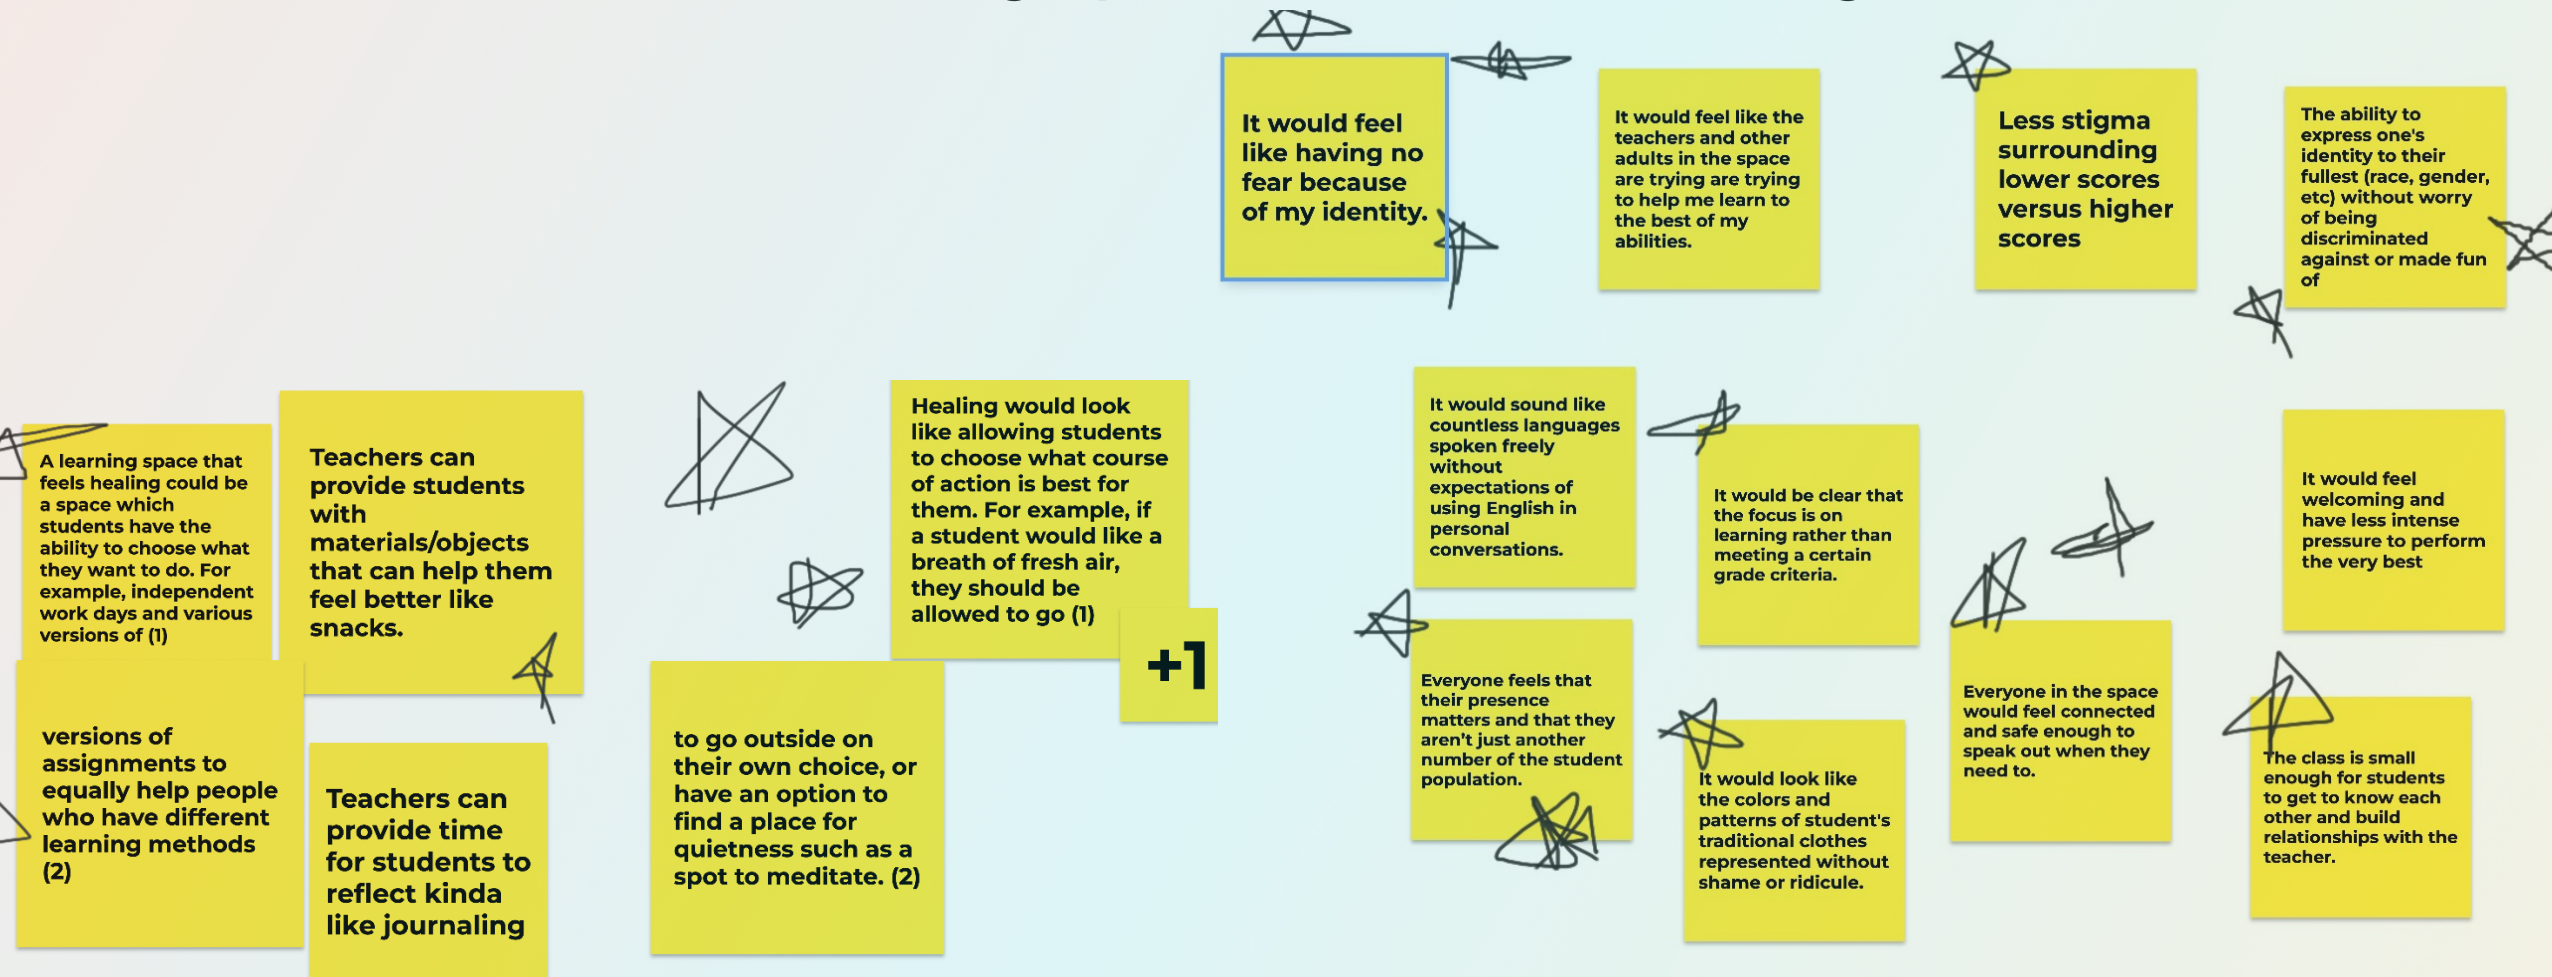 It would feel
like having no
fear because
of my identity.
It would feel like the
teachers and other
adults in the space
are trying are trying
to help me learn to
the best of my
abilities.
Less stigma
surrounding
lower scores
versus higher
scores
The ability to
express one's
identity to their
fullest (race, gender,
etc) without worry
of being
discriminated
against or made fun
of
A learning space that
feels healing could be
a space which
students have the
ability to choose what
they want to do. For
example, independent
work days and various
versions of (1)
versions of
assignments to
equally help people
who have different
learning methods
(2)
Teachers can
provide students
with
materials/objects
that can help them
feel better like
snacks.
Teachers can
provide time
for students to
reflect kinda
like journaling
Healing would look
like allowing students
to choose what course
of action is best for
them. For example, if
a student would like a
breath of fresh air,
they should be
allowed to go (1)
+1
to go outside on
their own choice, or
have an option to
find a place for
quietness such as a
spot to meditate. (2)
It would sound like
countless languages
spoken freely
without
expectations of
using English in
personal
conversations.
It would be clear that
the focus is on
learning rather than
meeting a certain
grade criteria.
It would feel
welcoming and
have less intense
pressure to perform
the very best
Everyone feels that
their presence
matters and that they
aren't just another
number of the student
population.
It would look like
the colors and
patterns of student's
traditional clothes
represented without
shame or ridicule.
Everyone in the space
would feel connected
and safe enough to
speak out when they
need to.
The class is small
enough for students
to get to know each
other and build
relationships with the
teacher.